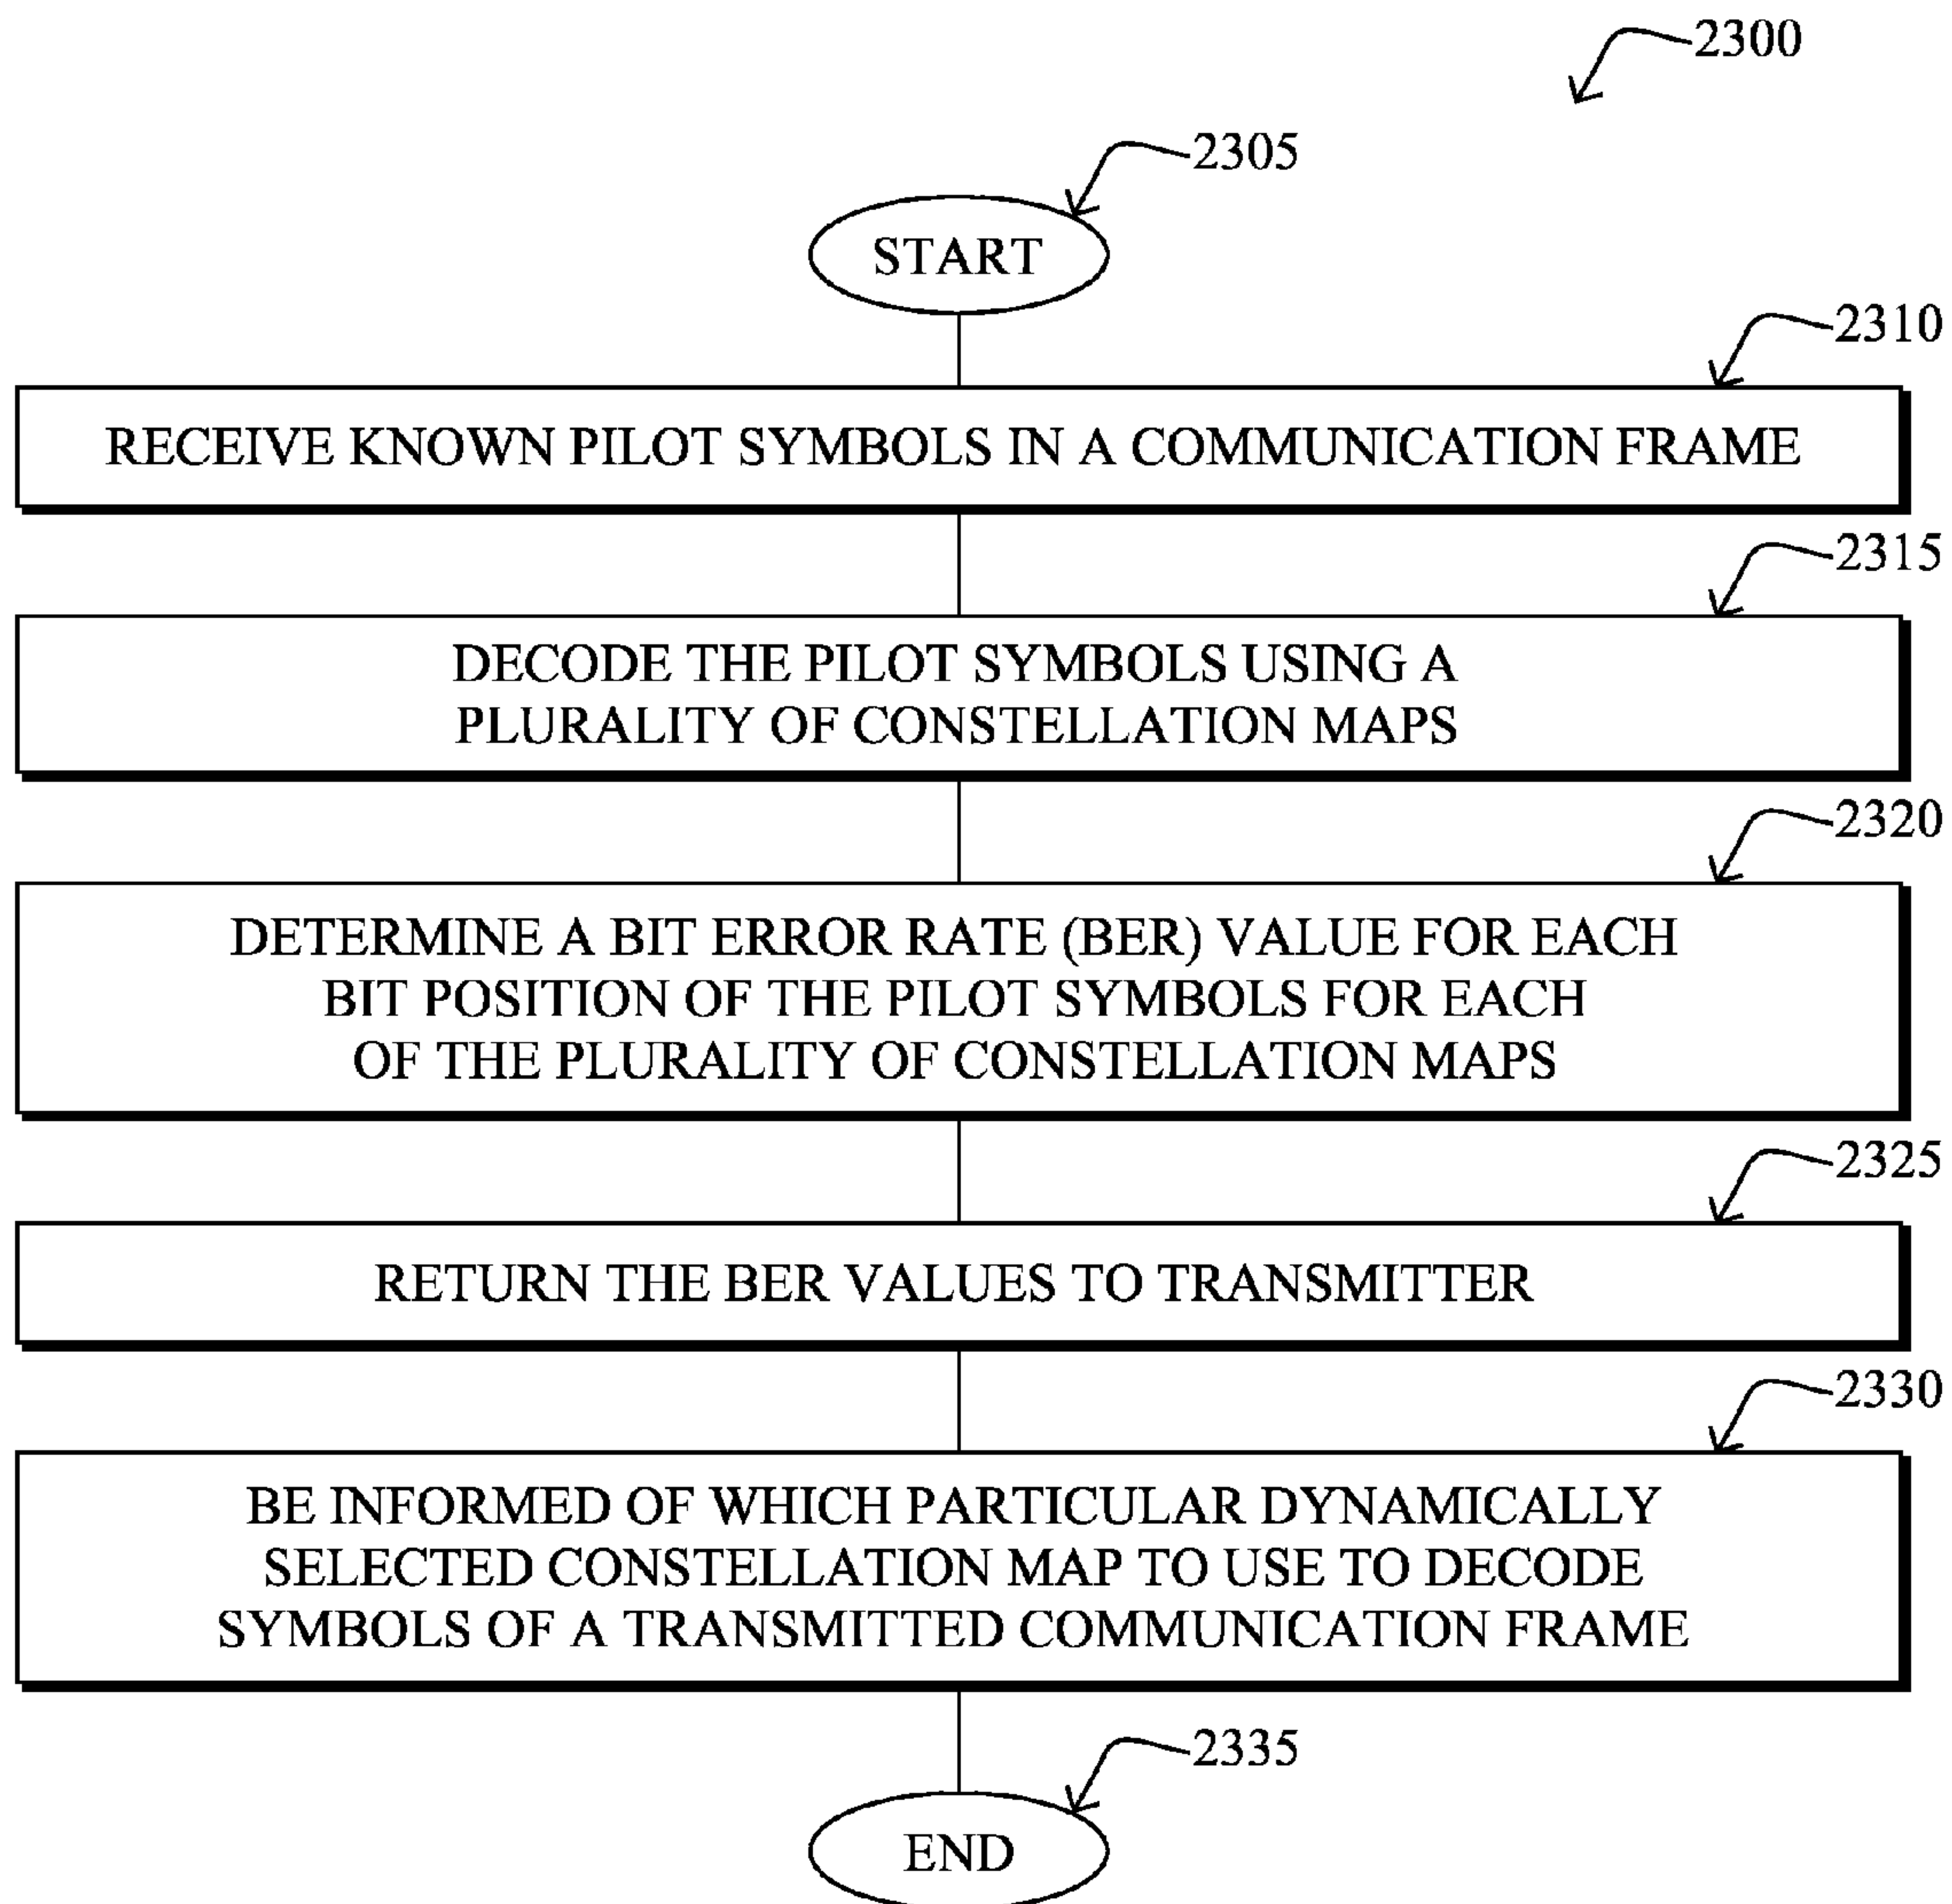 2300
2305
START
2310
RECEIVE KNOWN PILOT SYMBOLS IN A COMMUNICATION FRAME
2315
DECODE THE PILOT SYMBOLS USING A
PLURALITY OF CONSTELLATION MAPS
2320
DETERMINE A BIT ERROR RATE (BER) VALUE FOR EACH
BIT POSITION OF THE PILOT SYMBOLS FOR EACH
OF THE PLURALITY OF CONSTELLATION MAPS
2325
RETURN THE BER VALUES TO TRANSMITTER
2330
BE INFORMED OF WHICH PARTICULAR DYNAMICALLY
SELECTED CONSTELLATION MAP TO USE TO DECODE
SYMBOLS OF A TRANSMITTED COMMUNICATION FRAME
2335
END